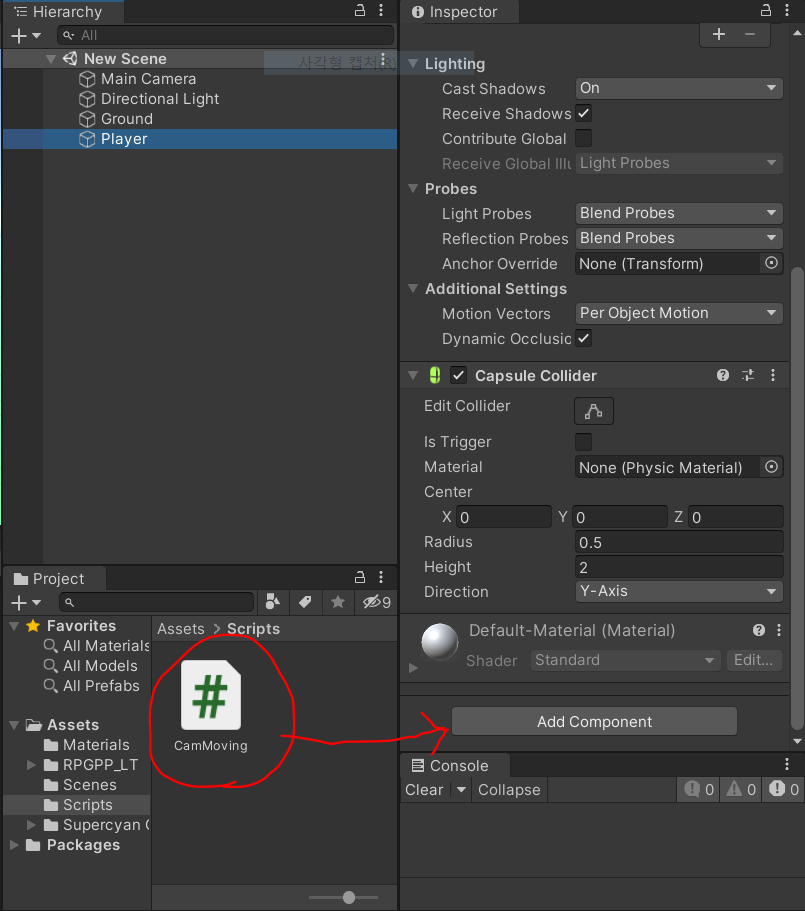 Hierarchy
All
New Scene
사각형 캡처(R)
Main Camera
Directional Light
Ground
Player
Inspector
Lighting
Cast Shadows On
Receive Shadows
Contribute Global
Receive Global Illu Light Probes
Probes
Light Probes Blend Probes
Reflection Probes Blend Probes
Anchor Override None (Transform)
Additional Settings
Motion Vectors Per Object Motion
Dynamic Occlusic
Capsule Collider
Edit Collider
Is Trigger
Material None (Physic Material)
Center
X 0 Y 0 Z 0
Radius 0.5
Height 2
Direction Y-Axis
Default-Material (Material)
Shader Standard Edit...
Add Component
Project
9
Favorites
All Materials
All Models
All Prefabs
Assets
Materials
RPGPP_LT
Scenes
Scripts
Supercyan C
Packages
Assets > Scripts
#
CamMoving
Console
Clear Collapse 0 0 0